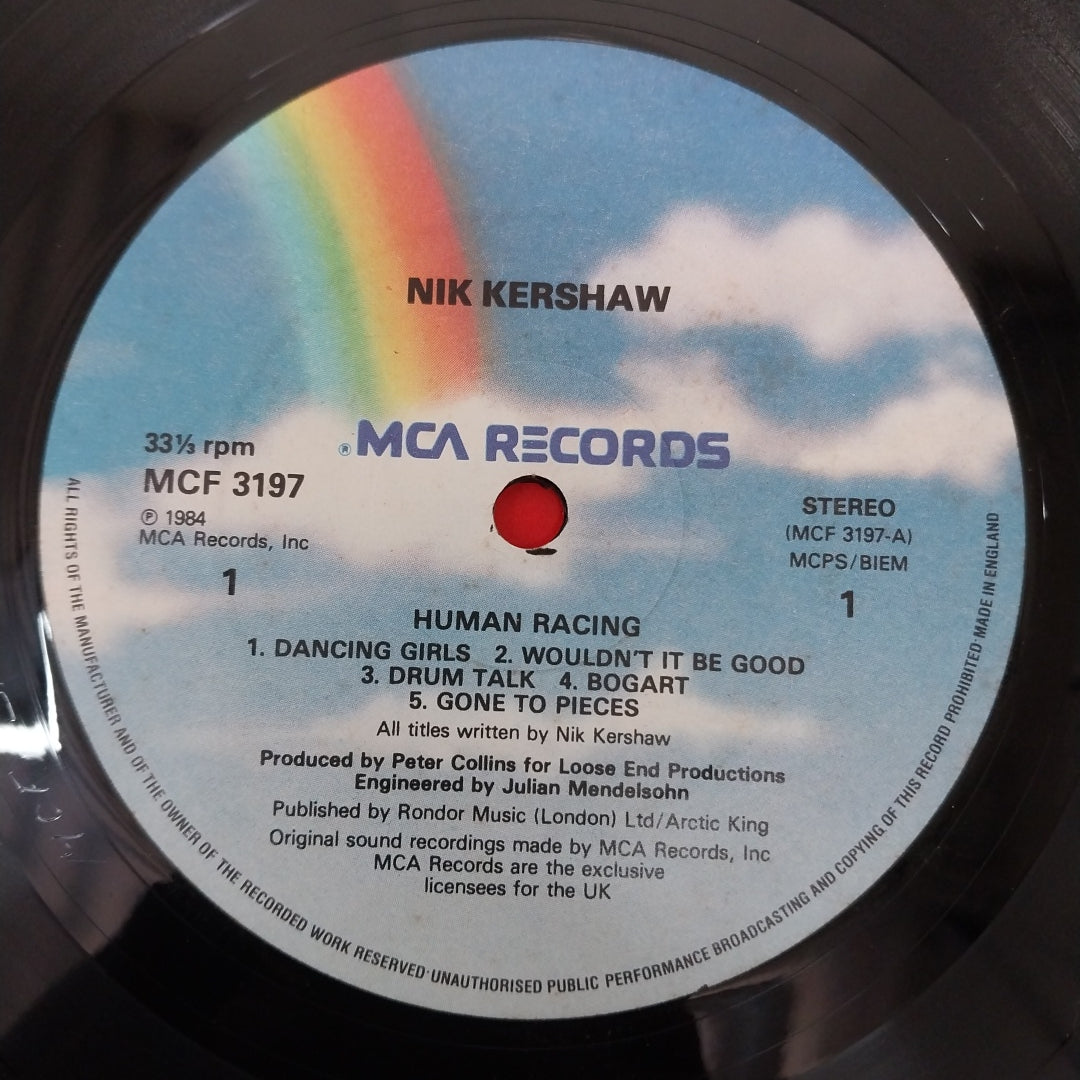 NIK KERSHAW
® MCA RECORDS
33⅓ rpm
MCF 3197
℗ 1984
MCA Records, Inc
1
STEREO
(MCF 3197-A)
MCPS/BIEM
1
HUMAN RACING
1. DANCING GIRLS 2. WOULDN'T IT BE GOOD
3. DRUM TALK 4. BOGART
5. GONE TO PIECES
All titles written by Nik Kershaw
Produced by Peter Collins for Loose End Productions
Engineered by Julian Mendelsohn
Published by Rondor Music (London) Ltd/Arctic King
Original sound recordings made by MCA Records, Inc
MCA Records are the exclusive
licensees for the UK
ALL RIGHTS OF THE MANUFACTURER AND OF THE OWNER OF THE RECORDED WORK RESERVED·UNAUTHORISED PUBLIC PERFORMANCE BROADCASTING AND COPYING OF THIS RECORD PROHIBITED·MADE IN ENGLAND